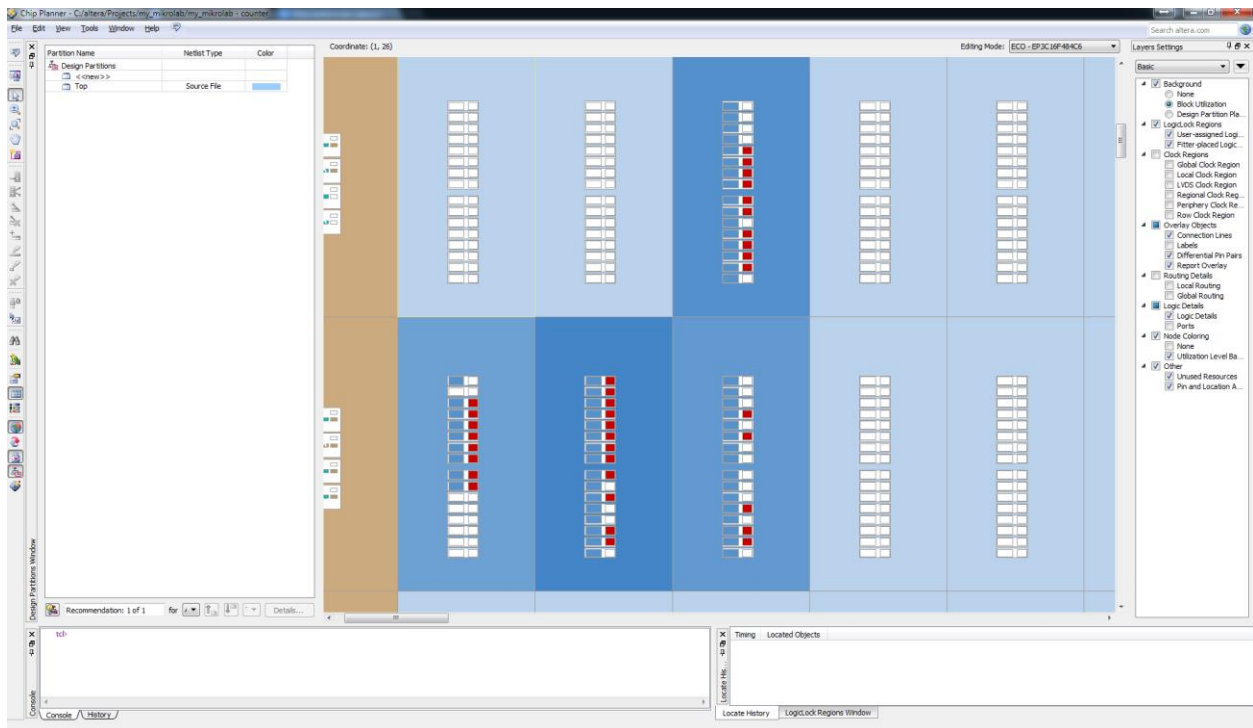 Chip Planner - C:/altera/Projects/my_mikrolab/my_mikrolab - counter
File Edit View Tools Window Help
Search altera.com
Partition Name Netlist Type Color
Design Partitions
<<new>>
Top Source File
Design Partitions Window
Recommendation: 1 of 1 for Details...
Coordinate: (1, 26)
Editing Mode: ECO - EP3C16F484C6
Layers Settings
Basic
Background
None
Block Utilization
Design Partition Pla...
LogicLock Regions
User-assigned Logi...
Fitter-placed Logic...
Clock Regions
Global Clock Region
Local Clock Region
LVDS Clock Region
Regional Clock Reg...
Periphery Clock Re...
Row Clock Region
Overlay Objects
Connection Lines
Labels
Differential Pin Pairs
Report Overlay
Routing Details
Local Routing
Global Routing
Logic Details
Logic Details
Ports
Node Coloring
None
Utilization Level Ba...
Other
Unused Resources
Pin and Location A...
tcl>
Console
Console History
Locate His...
Timing Located Objects
Locate History LogicLock Regions Window